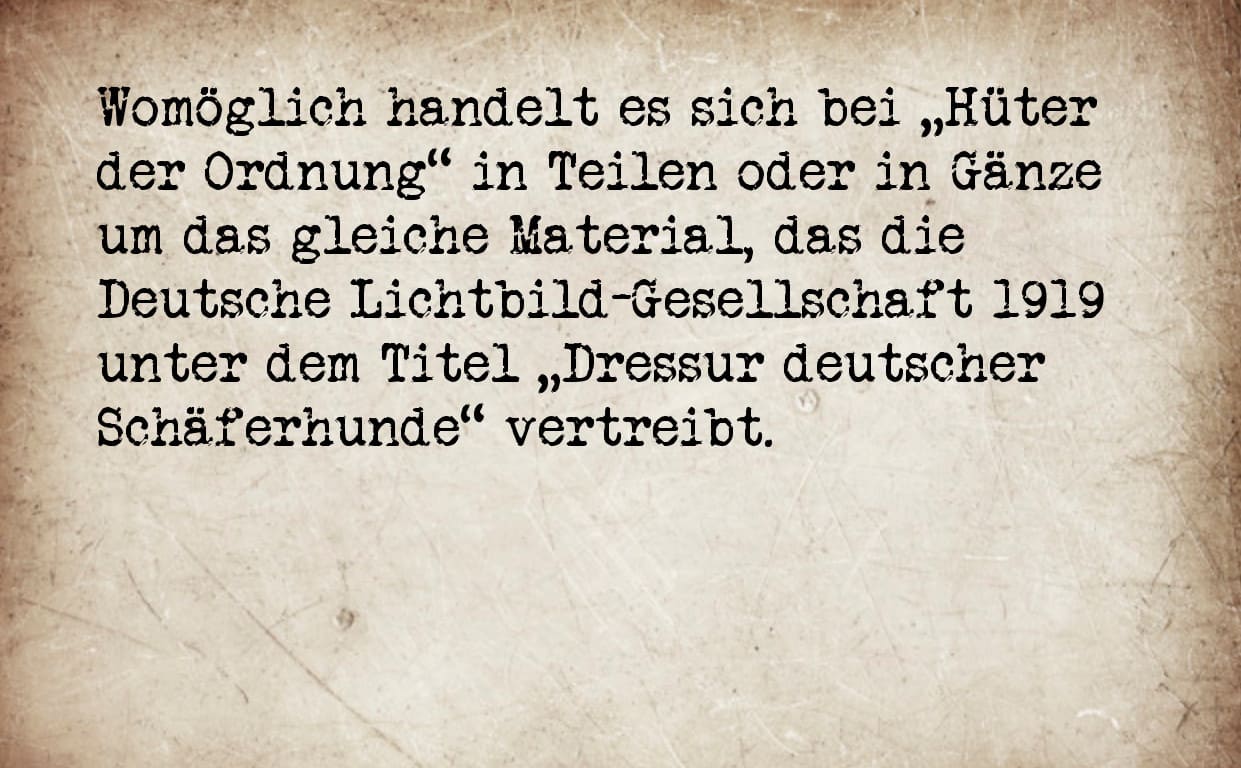 Womöglich handelt es sich bei „Hüter
der Ordnung“ in Teilen oder in Gänze
um das gleiche Material, das die
Deutsche Lichtbild-Gesellschaft 1919
unter dem Titel „Dressur deutscher
Schäferhunde“ vertreibt.